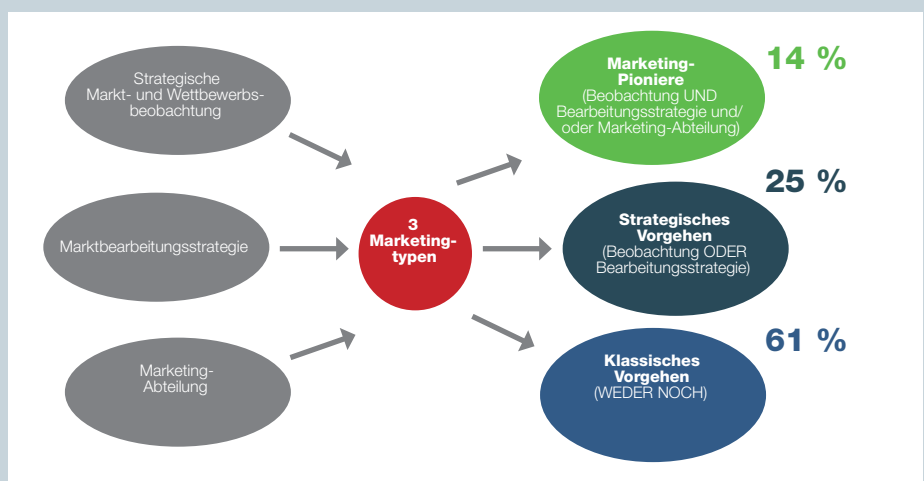 Strategische
Markt- und Wettbewerbs-
beobachtung
Marktbearbeitungsstrategie
Marketing-
Abteilung
3
Marketing-
typen
Marketing-
Pioniere
(Beobachtung UND
Bearbeitungsstrategie und/
oder Marketing-Abteilung)
14 %
Strategisches
Vorgehen
(Beobachtung ODER
Bearbeitungsstrategie)
25 %
Klassisches
Vorgehen
(WEDER NOCH)
61 %